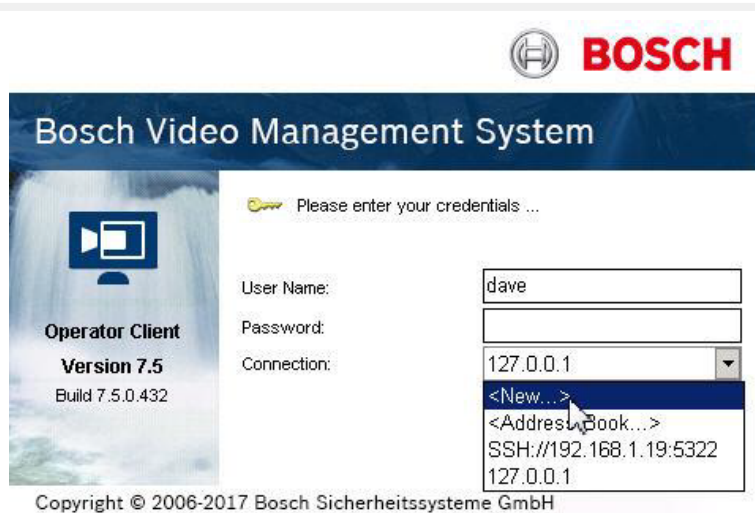 BOSCH
Bosch Video Management System
Please enter your credentials ...
User Name: dave
Operator Client
Password:
Version 7.5
Connection: 127.0.0.1
Build 7.5.0.432
<New...>
<Address Book...>
SSH://192.168.1.19:5322
127.0.0.1
Copyright © 2006-2017 Bosch Sicherheitssysteme GmbH